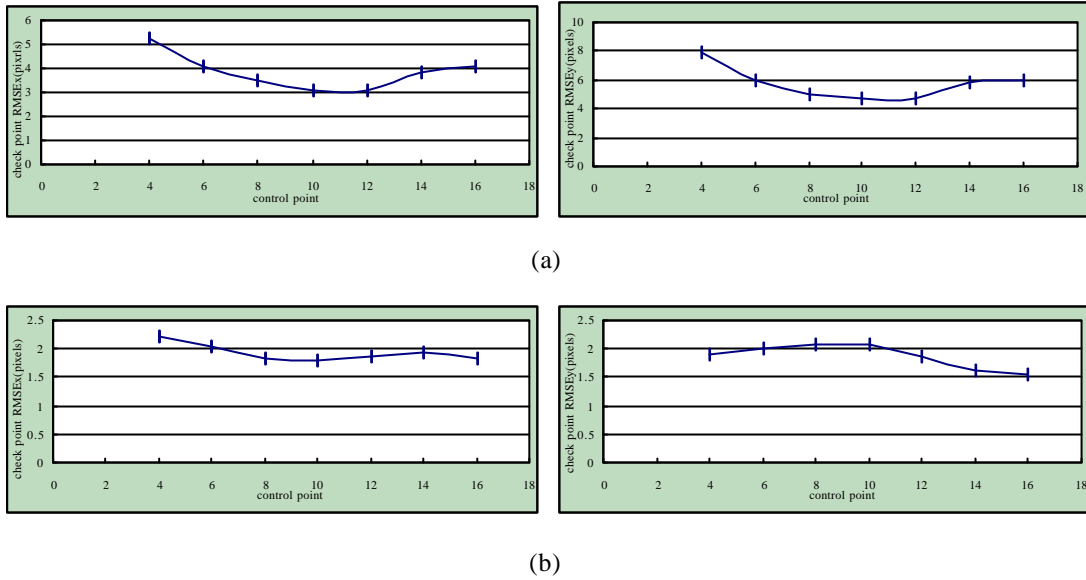 check point RMSEx(pixrls)
6
5
4
3
2
1
0
0 2 4 6 8 10 12 14 16 18
control point
check point RMSEy(pixels)
10
8
6
4
2
0
0 2 4 6 8 10 12 14 16 18
control point
(a)
check point RMSEx(pixels)
2.5
2
1.5
1
0.5
0
0 2 4 6 8 10 12 14 16 18
control point
check point RMSEy(pixels)
2.5
2
1.5
1
0.5
0
0 2 4 6 8 10 12 14 16 18
control point
(b)